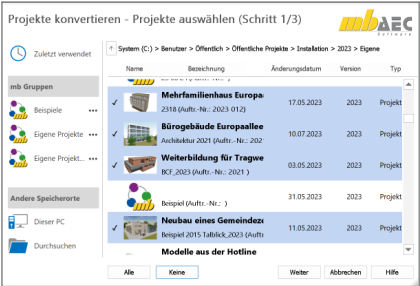 Projekte konvertieren - Projekte auswählen (Schritt 1/3)
mb AEC
Software
Zuletzt verwendet
System (C:) > Benutzer > Öffentlich > Öffentliche Projekte > Installation > 2023 > Eigene
Name Bezeichnung Änderungsdatum Version Typ
mb Gruppen
Beispiele
Eigene Projekte
Eigene Projekt...
Andere Speicherorte
Dieser PC
Durchsuchen
Mehrfamilienhaus Europa
2318 (Auftr.-Nr.: 2023 012) 17.05.2023 2023 Projekt
Bürogebäude Europaallee
Architektur 2021 (Auftr.-Nr.: 202 10.07.2023 2023 Projekt
Weiterbildung für Tragwe
BCF_2023 (Auftr.-Nr.: 2021 ) 03.05.2023 2023 Projekt
Beispiel (Auftr.-Nr.: ) 31.05.2023 2023 Projekt
Neubau eines Gemeindeze
Beispiel 2015 Talblick_2023 (Auftr 11.05.2023 2023 Projekt
Modelle aus der Hotline
Alle Keine Weiter Abbrechen Hilfe